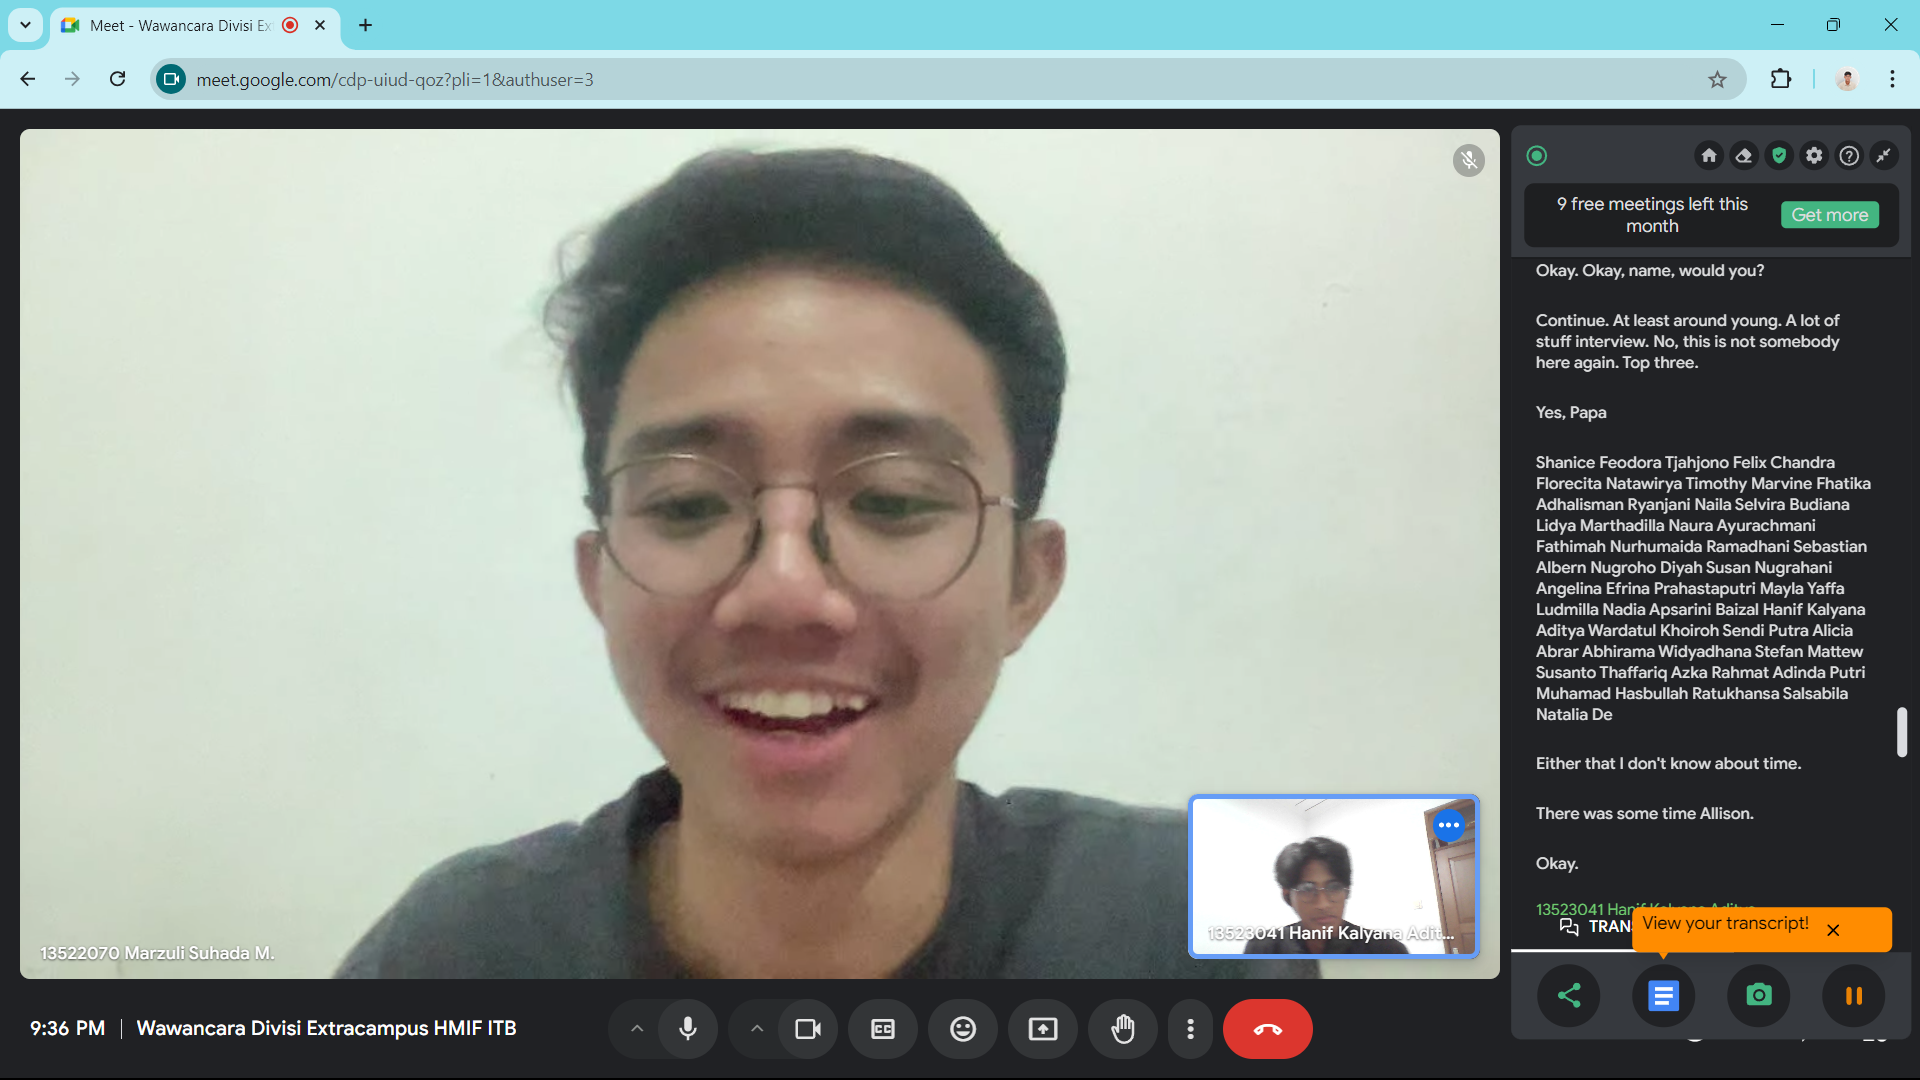 Meet - Wawancara Divisi Ex
meet.google.com/cdp-uiud-qoz?pli=1&authuser=3
9 free meetings left this
month
Get more
Okay. Okay, name, would you?
Continue. At least around young. A lot of
stuff interview. No, this is not somebody
here again. Top three.
Yes, Papa
Shanice Feodora Tjahjono Felix Chandra
Florecita Natawirya Timothy Marvine Fhatika
Adhalisman Ryanjani Naila Selvira Budiana
Lidya Marthadilla Naura Ayurachmani
Fathimah Nurhumaida Ramadhani Sebastian
Albern Nugroho Diyah Susan Nugrahani
Angelina Efrina Prahastaputri Mayla Yaffa
Ludmilla Nadia Apsarini Baizal Hanif Kalyana
Aditya Wardatul Khoiroh Sendi Putra Alicia
Abrar Abhirama Widyadhana Stefan Mattew
Susanto Thaffariq Azka Rahmat Adinda Putri
Muhamad Hasbullah Ratukhansa Salsabila
Natalia De
Either that I don't know about time.
There was some time Allison.
Okay.
13523041 Hanif Kalyana Aditya
TRAN
View your transcript!
13522070 Marzuli Suhada M.
13523041 Hanif Kalyana Adit...
9:36 PM | Wawancara Divisi Extracampus HMIF ITB
CC